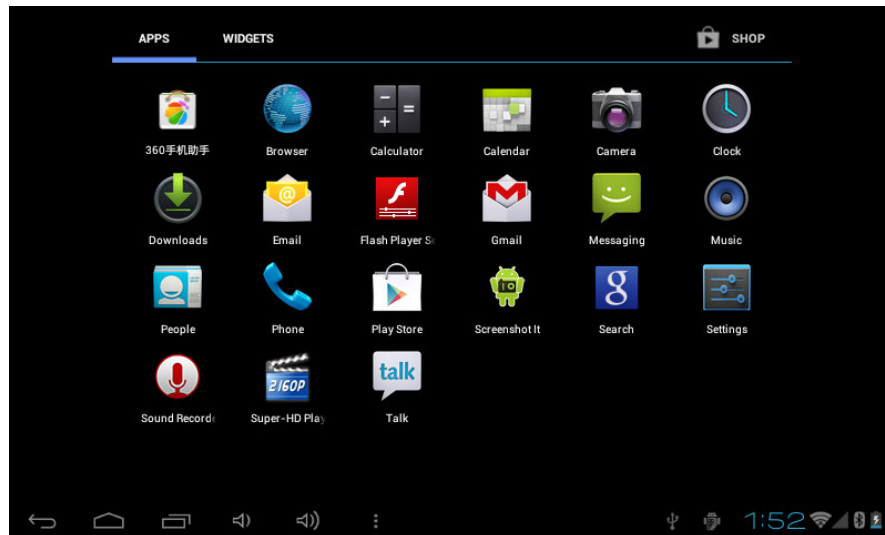 APPS WIDGETS SHOP
360手机助手 Browser Calculator Calendar Camera Clock
Downloads Email Flash Player Se Gmail Messaging Music
People Phone Play Store Screenshot It Search Settings
2160P talk
Sound Recorde Super-HD Play Talk
1:52